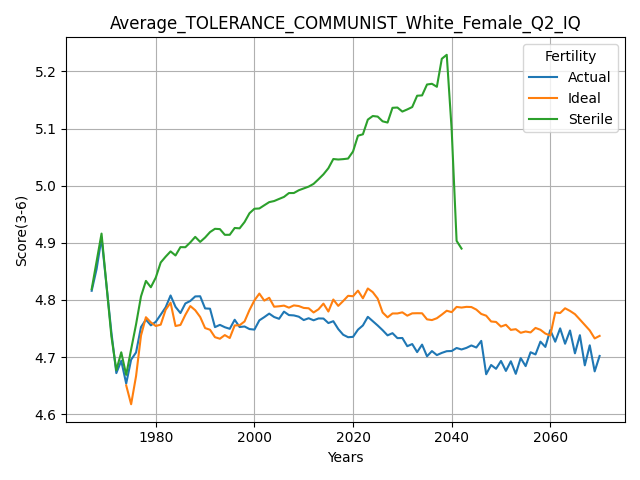 Average_TOLERANCE_COMMUNIST_White_Female_Q2_IQ
Score(3-6)
5.2
5.1
5.0
4.9
4.8
4.7
4.6
Fertility
Actual
Ideal
Sterile
1980
2000
2020
2040
2060
Years